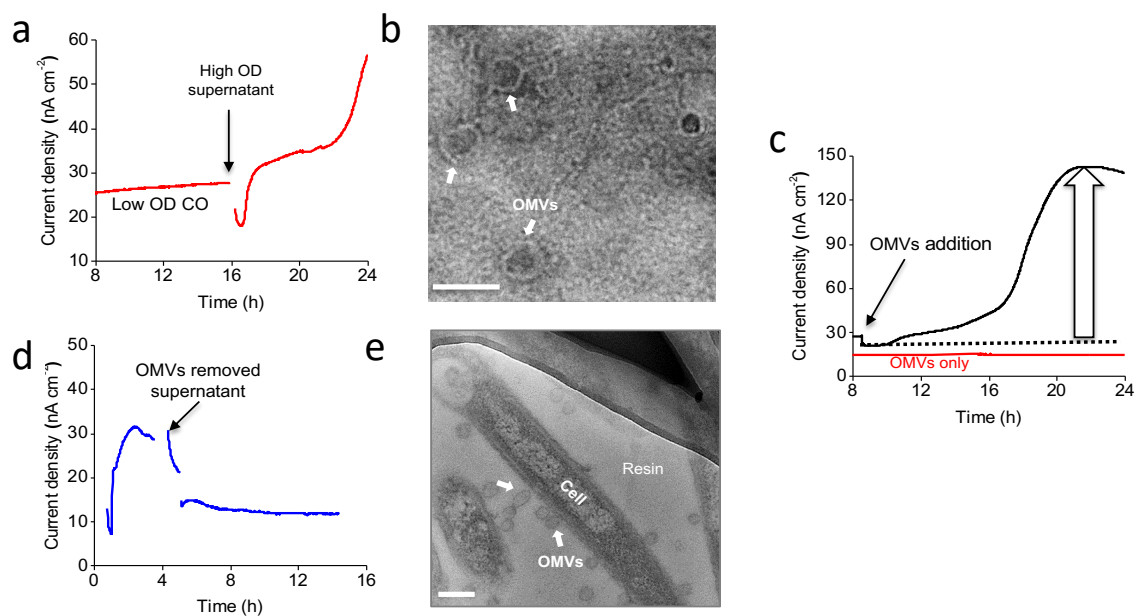 a
Current density (nA cm⁻²)
60
50
40
30
20
10
8
12
16
20
24
Time (h)
High OD
supernatant
Low OD CO
b
OMVs
c
Current density (nA cm⁻²)
150
120
90
60
30
0
8
12
16
20
24
Time (h)
OMVs addition
OMVs only
d
Current density (nA cm⁻²)
50
40
30
20
10
0
0
4
8
12
16
Time (h)
OMVs removed
supernatant
e
Resin
Cell
OMVs